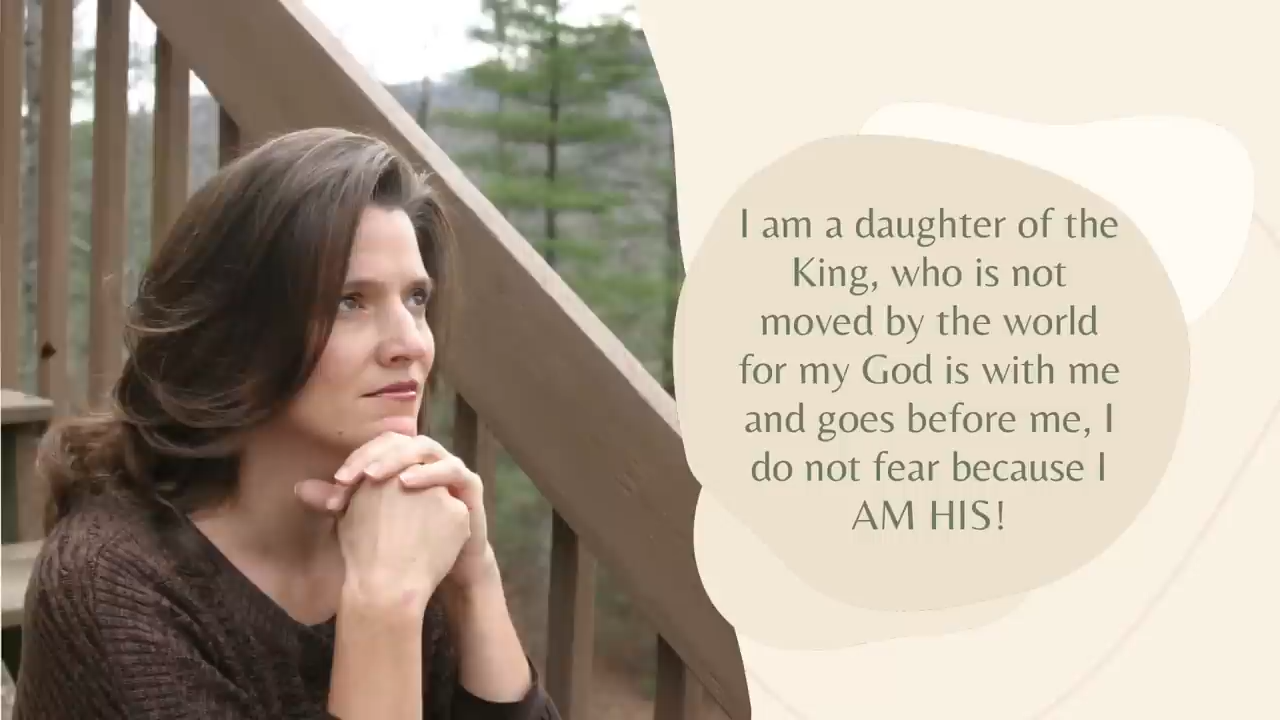 I am a daughter of the
King, who is not
moved by the world
for my God is with me
and goes before me, I
do not fear because I
AM HIS!